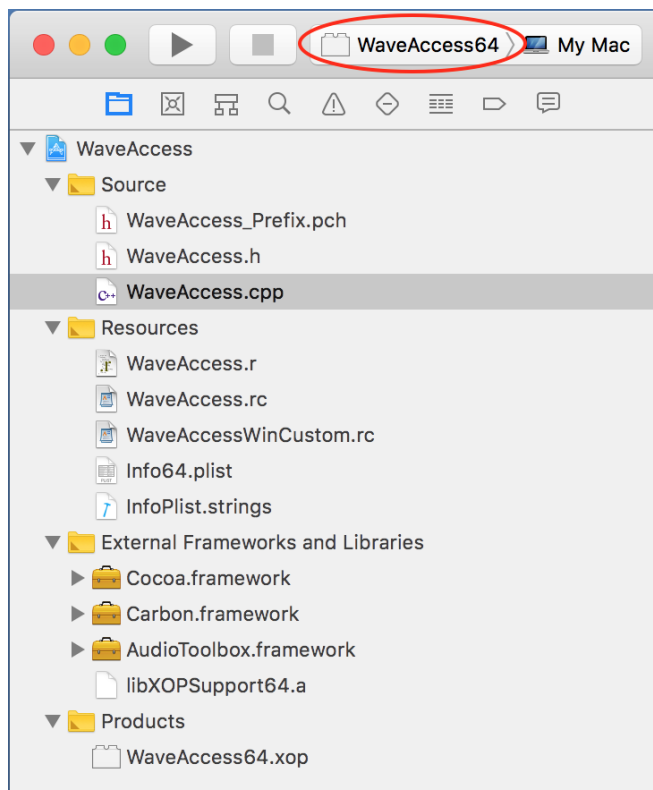 WaveAccess64 My Mac
WaveAccess
Source
h WaveAccess_Prefix.pch
h WaveAccess.h
C++ WaveAccess.cpp
Resources
WaveAccess.r
WaveAccess.rc
WaveAccessWinCustom.rc
PLIST Info64.plist
InfoPlist.strings
External Frameworks and Libraries
Cocoa.framework
Carbon.framework
AudioToolbox.framework
libXOPSupport64.a
Products
WaveAccess64.xop